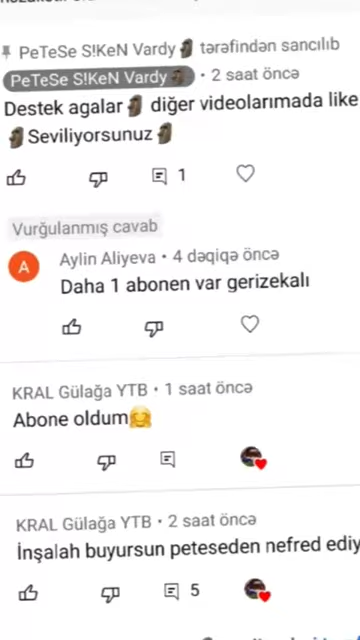 PeTeSe S!KeN Vardy🗿 tərəfindən sancılıb
PeTeSe S!KeN Vardy🗿 • 2 saat öncə
Destek agalar🗿 diğer videolarımada like
🗿Seviliyorsunuz🗿
1
Vurğulanmış cavab
A
Aylin Aliyeva • 4 dəqiqə öncə
Daha 1 abonen var gerizekalı
KRAL Gülağa YTB • 1 saat öncə
Abone oldum🤗
KRAL Gülağa YTB • 2 saat öncə
İnşalah buyursun peteseden nefred ediy
5